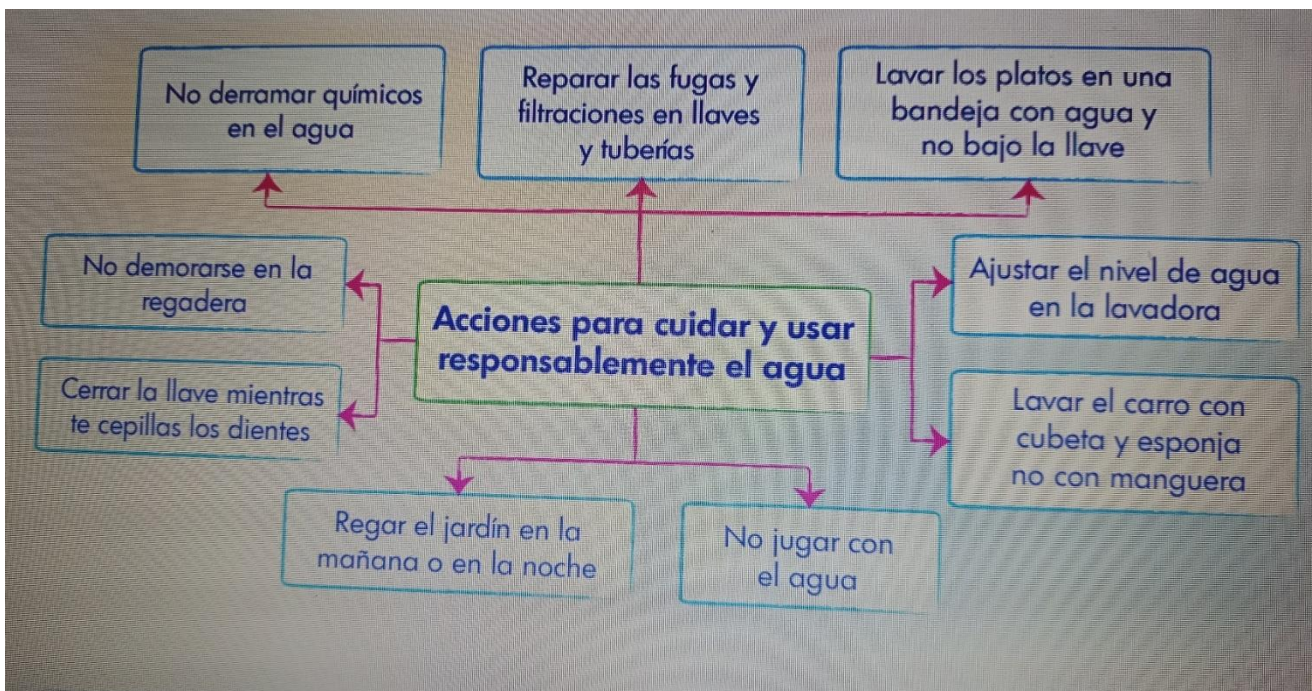 No derramar químicos
en el agua
Reparar las fugas y
filtraciones en llaves
y tuberías
Lavar los platos en una
bandeja con agua y
no bajo la llave
No demorarse en la
regadera
Cerrar la llave mientras
te cepillas los dientes
Acciones para cuidar y usar
responsablemente el agua
Ajustar el nivel de agua
en la lavadora
Lavar el carro con
cubeta y esponja
no con manguera
Regar el jardín en la
mañana o en la noche
No jugar con
el agua